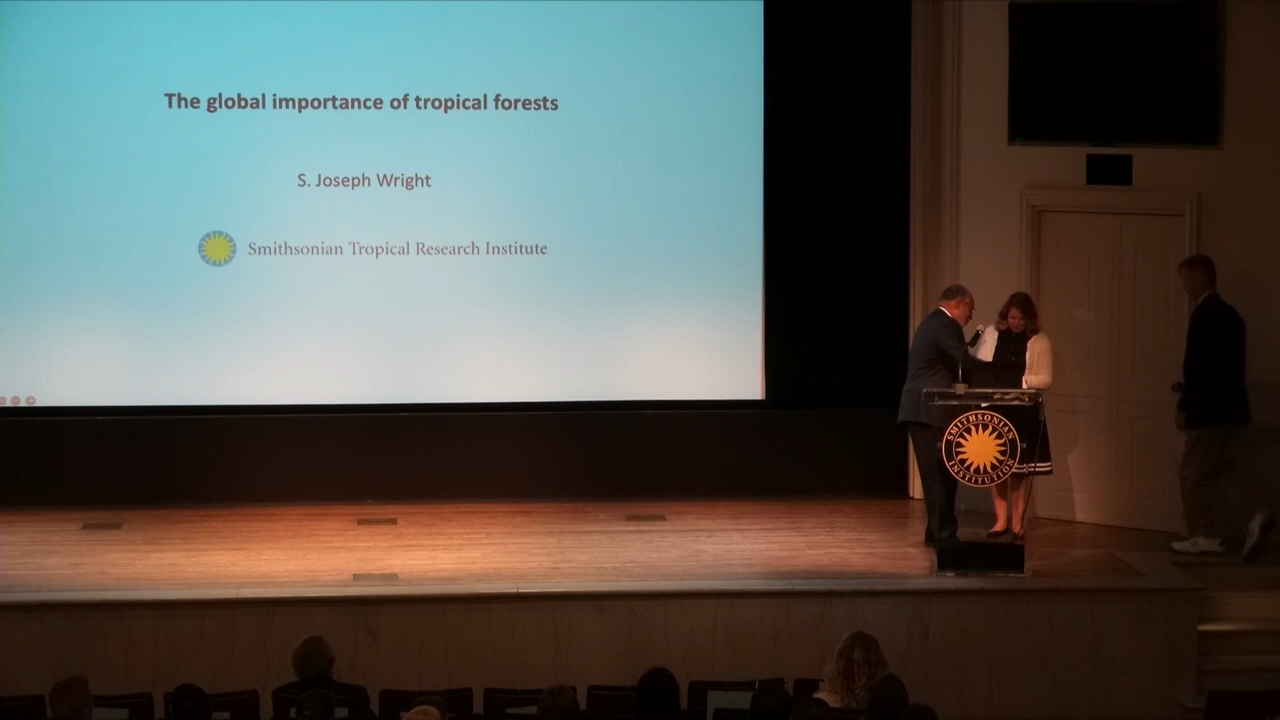 The global importance of tropical forests
S. Joseph Wright
Smithsonian Tropical Research Institute
SMITHSONIAN
INSTITUTION